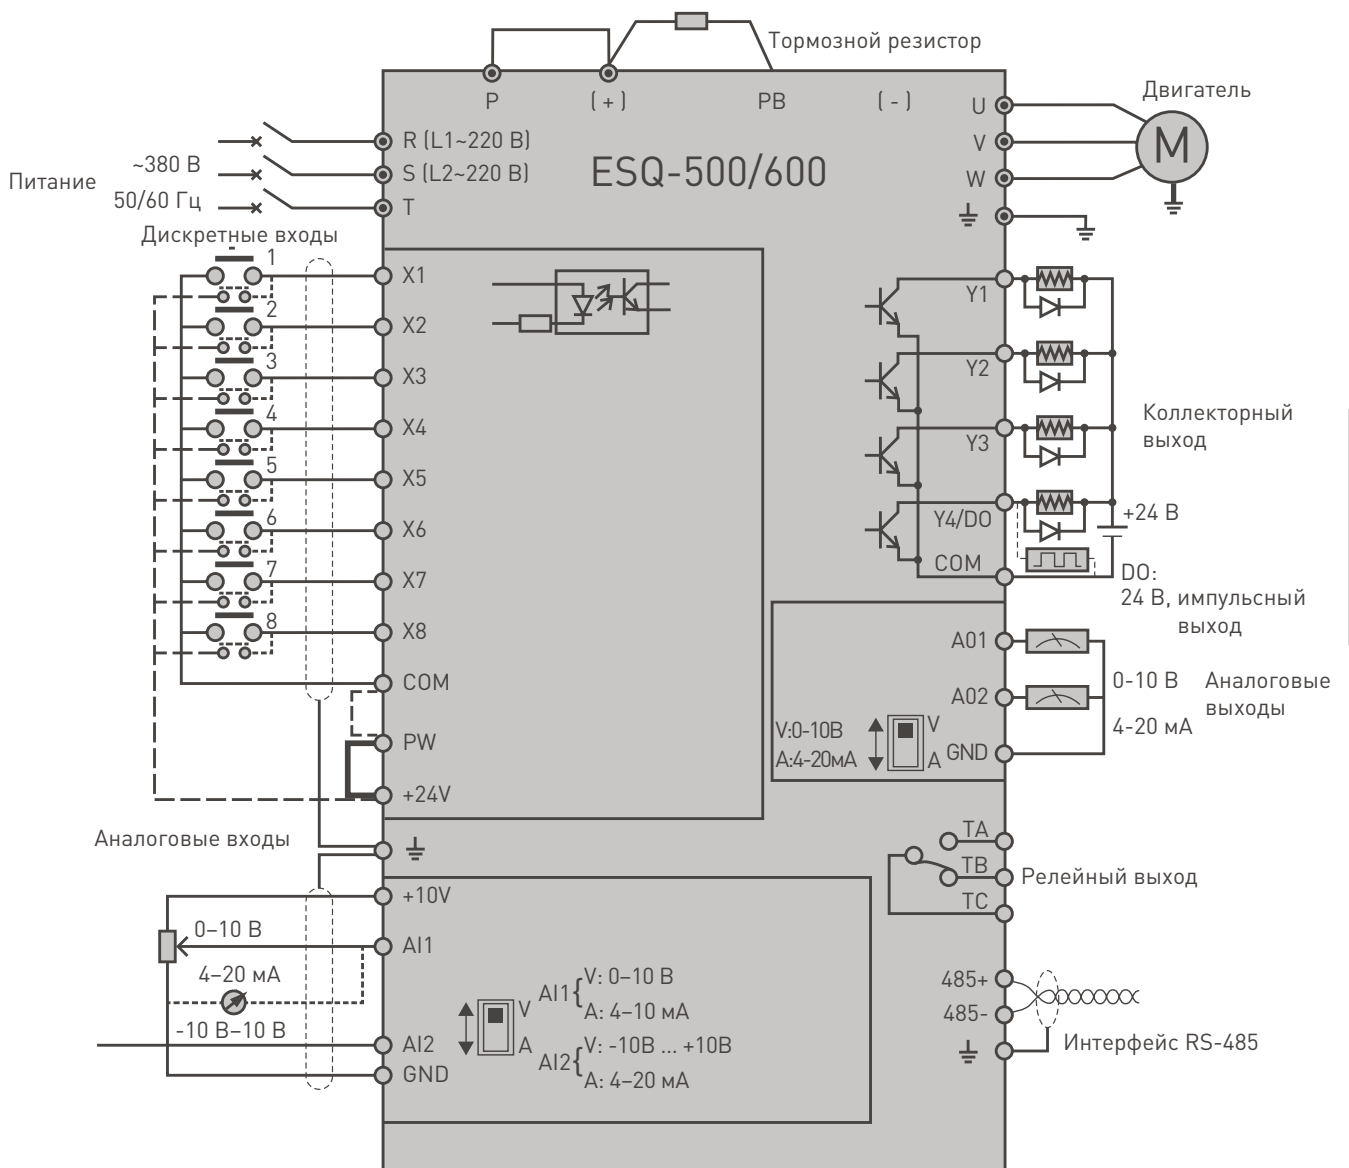 Тормозной резистор
P
(+)
PB
(-)
ESQ-500/600
Питание
~380 В
50/60 Гц
R (L1~220 В)
S (L2~220 В)
T
U
V
W
Двигатель
M
Дискретные входы
1
X1
2
X2
3
X3
4
X4
5
X5
6
X6
7
X7
8
X8
COM
PW
+24V
Y1
Y2
Y3
Y4/DO
COM
Коллекторный
выход
+24 В
DO:
24 В, импульсный
выход
A01
A02
GND
V:0-10В
A:4-20мА
V
A
0-10 В
4-20 мА
Аналоговые
выходы
TA
TB
TC
Релейный выход
Аналоговые входы
+10V
0–10 В
AI1
4–20 мА
-10 В–10 В
AI2
GND
V
A
AI1
V: 0–10 В
A: 4–10 мА
AI2
V: -10В ... +10В
A: 4–20 мА
485+
485-
Интерфейс RS-485